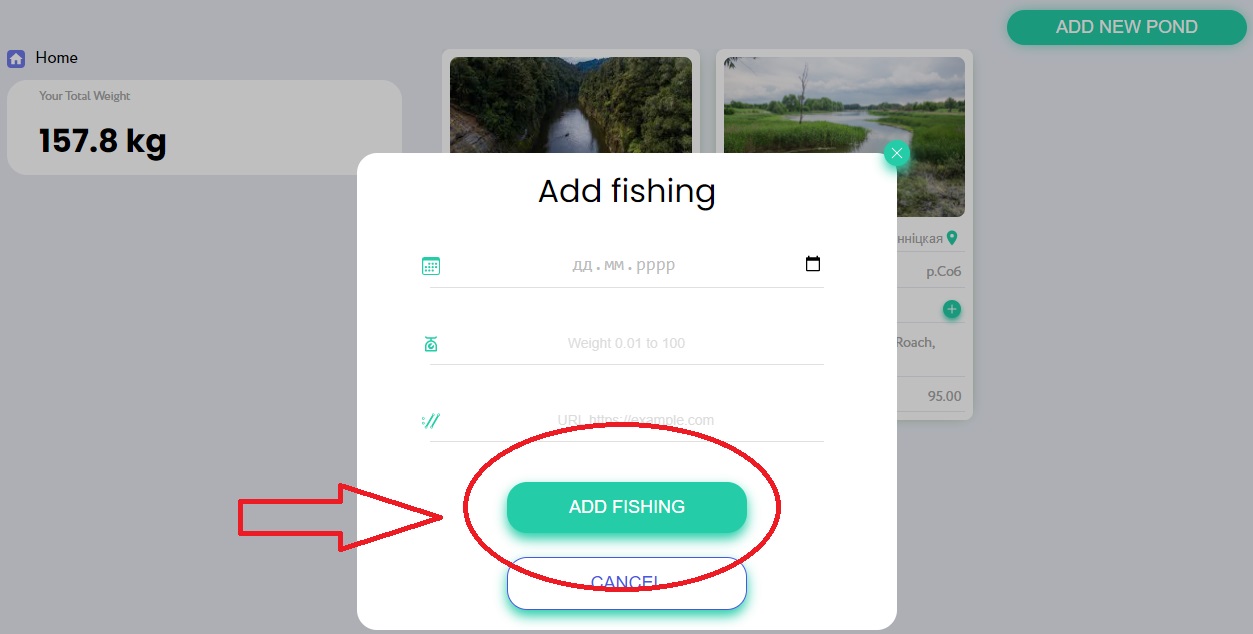 ADD NEW POND
Home
Your Total Weight
157.8 kg
Add fishing
дд.мм.рррр
Weight 0.01 to 100
URL https://example.com
ADD FISHING
CANCEL
нніцкая
р.Соб
Roach,
95.00